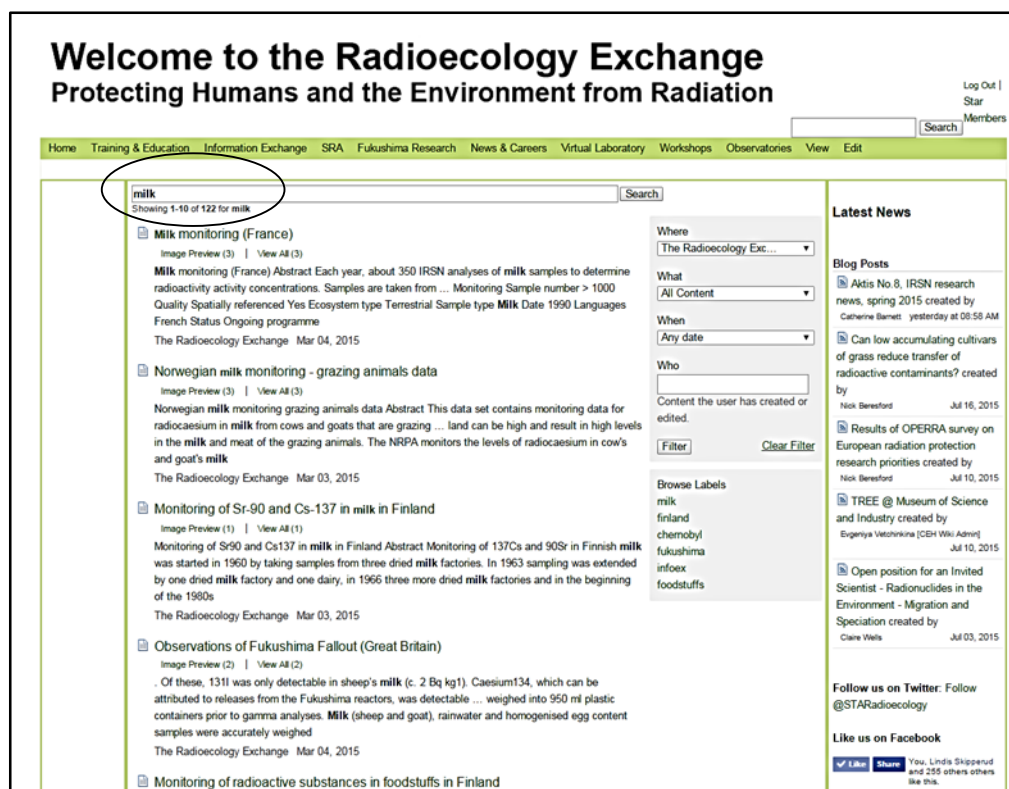 Welcome to the Radioecology Exchange
Protecting Humans and the Environment from Radiation
Log Out |
Star
Members
Search
Home Training & Education Information Exchange SRA Fukushima Research News & Careers Virtual Laboratory Workshops Observatories View Edit
milk
Search
Showing 1-10 of 122 for milk
Milk monitoring (France)
Image Preview (3) | View All (3)
Milk monitoring (France) Abstract Each year, about 350 IRSN analyses of milk samples to determine
radioactivity activity concentrations. Samples are taken from ... Monitoring Sample number > 1000
Quality Spatially referenced Yes Ecosystem type Terrestrial Sample type Milk Date 1990 Languages
French Status Ongoing programme
The Radioecology Exchange Mar 04, 2015
Norwegian milk monitoring - grazing animals data
Image Preview (3) | View All (3)
Norwegian milk monitoring grazing animals data Abstract This data set contains monitoring data for
radiocaesium in milk from cows and goats that are grazing ... land can be high and result in high levels
in the milk and meat of the grazing animals. The NRPA monitors the levels of radiocaesium in cow's
and goat's milk
The Radioecology Exchange Mar 03, 2015
Monitoring of Sr-90 and Cs-137 in milk in Finland
Image Preview (1) | View All (1)
Monitoring of Sr90 and Cs137 in milk in Finland Abstract Monitoring of 137Cs and 90Sr in Finnish milk
was started in 1960 by taking samples from three dried milk factories. In 1963 sampling was extended
by one dried milk factory and one dairy, in 1966 three more dried milk factories and in the beginning
of the 1980s
The Radioecology Exchange Mar 03, 2015
Observations of Fukushima Fallout (Great Britain)
Image Preview (2) | View All (2)
. Of these, 131I was only detectable in sheep's milk (c. 2 Bq kg1). Caesium134, which can be
attributed to releases from the Fukushima reactors, was detectable ... weighed into 950 ml plastic
containers prior to gamma analyses. Milk (sheep and goat), rainwater and homogenised egg content
samples were accurately weighed
The Radioecology Exchange Mar 04, 2015
Monitoring of radioactive substances in foodstuffs in Finland
Where
The Radioecology Exc...
What
All Content
When
Any date
Who
Content the user has created or
edited.
Filter Clear Filter
Browse Labels
milk
finland
chernobyl
fukushima
infoex
foodstuffs
Latest News
Blog Posts
Aktis No.8, IRSN research
news, spring 2015 created by
Catherine Barnett yesterday at 08:58 AM
Can low accumulating cultivars
of grass reduce transfer of
radioactive contaminants? created
by
Nick Beresford Jul 16, 2015
Results of OPERRA survey on
European radiation protection
research priorities created by
Nick Beresford Jul 10, 2015
TREE @ Museum of Science
and Industry created by
Evgeniya Vetchinkina [CEH Wiki Admin]
Jul 10, 2015
Open position for an Invited
Scientist - Radionuclides in the
Environment - Migration and
Speciation created by
Claire Wells Jul 03, 2015
Follow us on Twitter: Follow
@STARadioecology
Like us on Facebook
Like Share You, Lindis Skipperud
and 255 others others
like this.